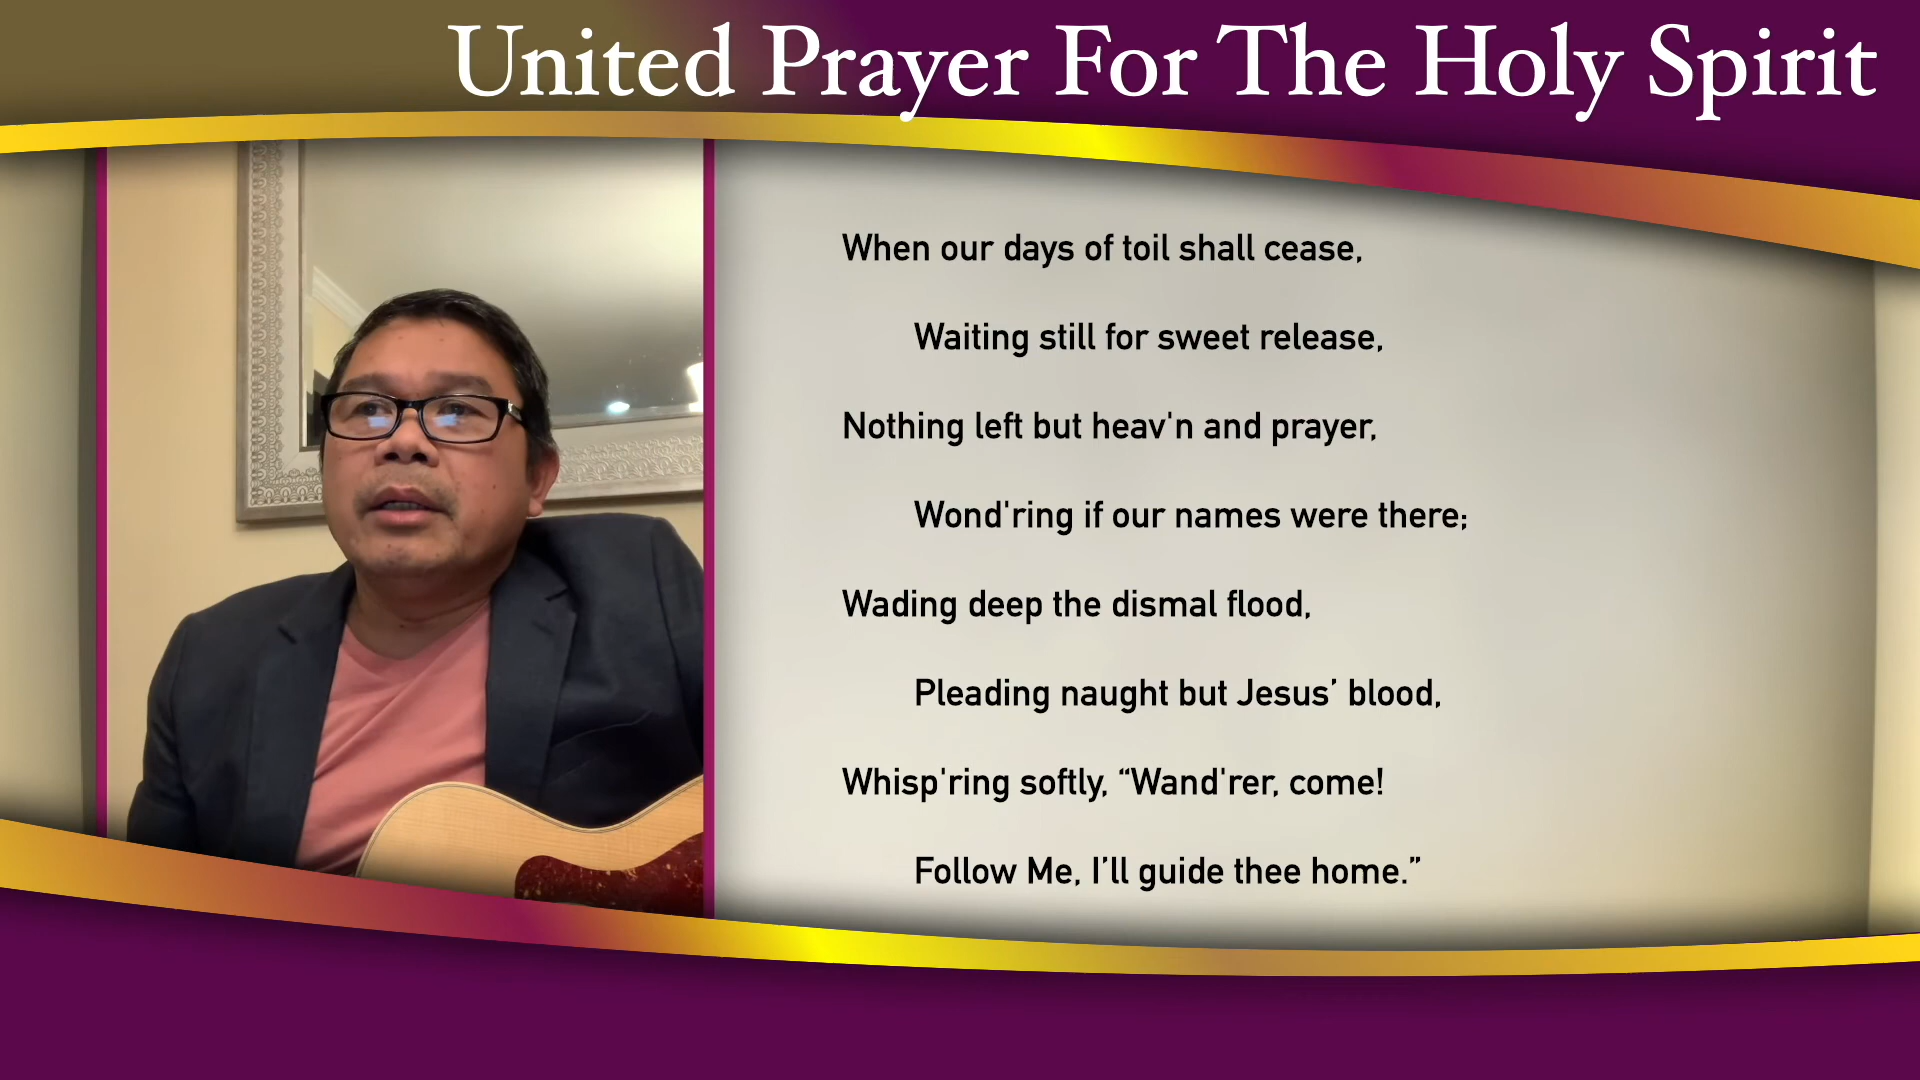 United Prayer For The Holy Spirit
When our days of toil shall cease,
Waiting still for sweet release,
Nothing left but heav'n and prayer,
Wond'ring if our names were there;
Wading deep the dismal flood,
Pleading naught but Jesus’ blood,
Whisp'ring softly, “Wand'rer, come!
Follow Me, I’ll guide thee home.”